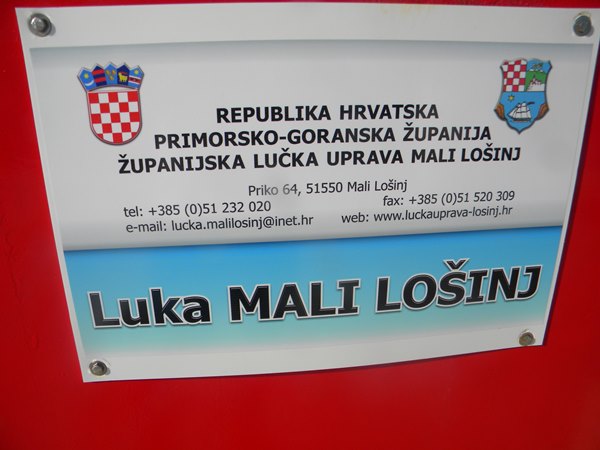 REPUBLIKA HRVATSKA
PRIMORSKO-GORANSKA ŽUPANIJA
ŽUPANIJSKA LUČKA UPRAVA MALI LOŠINJ
Priko 64, 51550 Mali Lošinj
tel: +385 (0)51 232 020 fax: +385 (0)51 520 309
e-mail: lucka.malilosinj@inet.hr web: www.luckauprava-losinj.hr
Luka MALI LOŠINJ